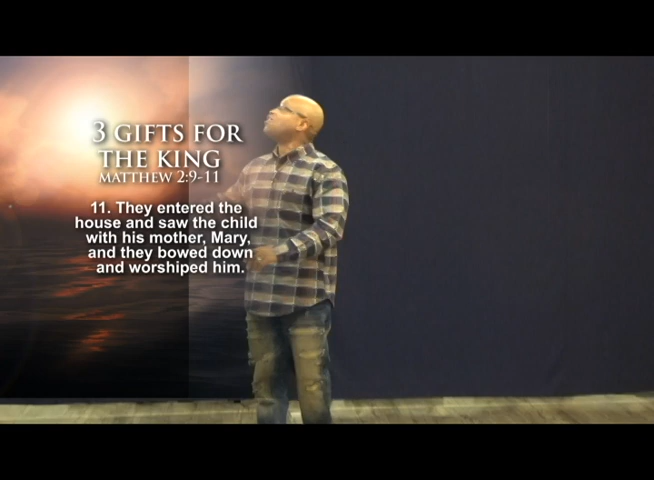 3 GIFTS FOR
THE KING
MATTHEW 2:9-11
11. They entered the
house and saw the child
with his mother, Mary,
and they bowed down
and worshiped him.